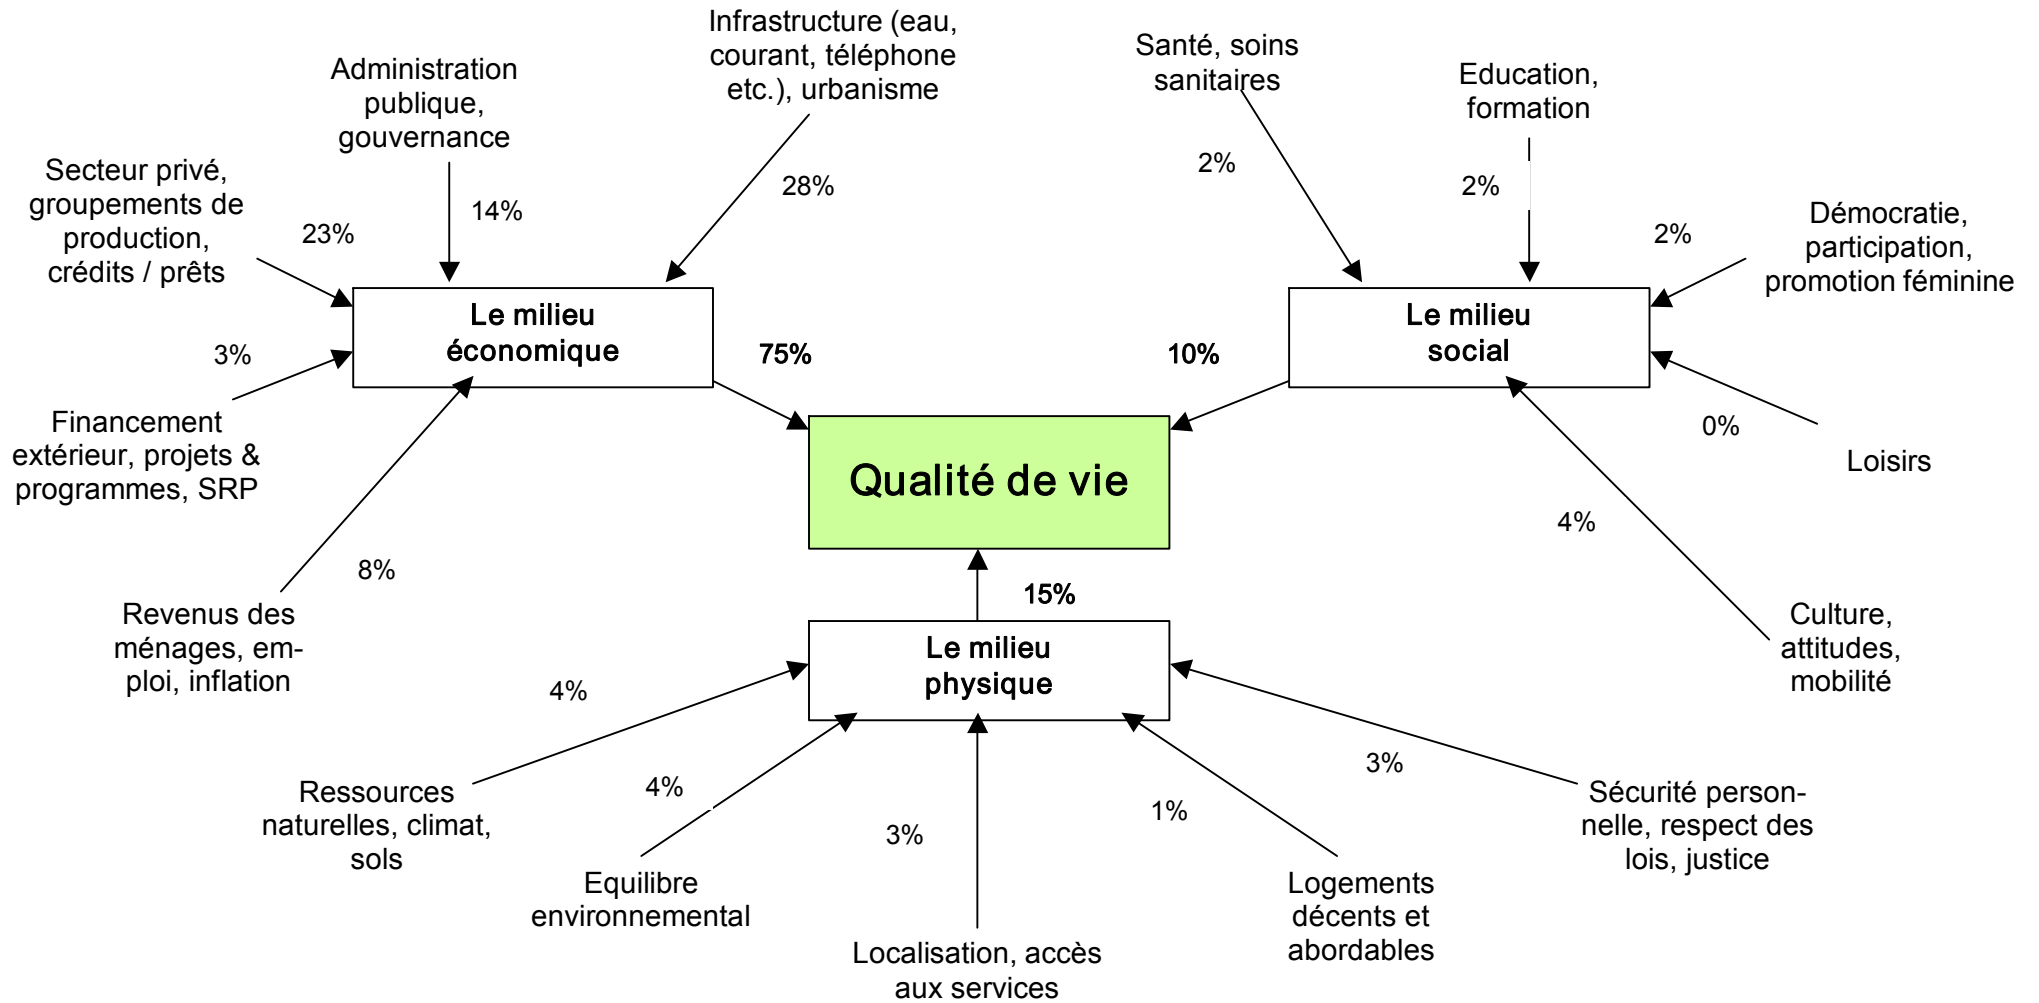 Infrastructure (eau,
courant, téléphone
etc.), urbanisme
Administration
publique,
gouvernance
Santé, soins
sanitaires
Education,
formation
Secteur privé,
groupements de
production,
crédits / prêts
23%
14%
28%
2%
2%
2%
Démocratie,
participation,
promotion féminine
Le milieu
économique
Le milieu
social
3%
75%
10%
0%
Financement
extérieur, projets &
programmes, SRP
Qualité de vie
Loisirs
8%
4%
Revenus des
ménages, em-
ploi, inflation
15%
Culture,
attitudes,
mobilité
Le milieu
physique
4%
4%
3%
1%
3%
Ressources
naturelles, climat,
sols
Equilibre
environnemental
Localisation, accès
aux services
Logements
décents et
abordables
Sécurité person-
nelle, respect des
lois, justice